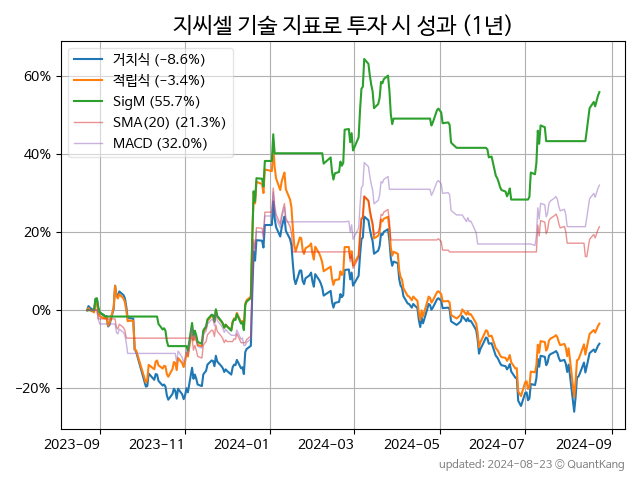 지씨셀 기술 지표로 투자 시 성과 (1년)
거치식 (−8.6%)
적립식 (−3.4%)
SigM (55.7%)
SMA(20) (21.3%)
MACD (32.0%)
60%
40%
20%
0%
−20%
2023−09 2023−11 2024−01 2024−03 2024−05 2024−07 2024−09
updated: 2024−08−23 © QuantKang